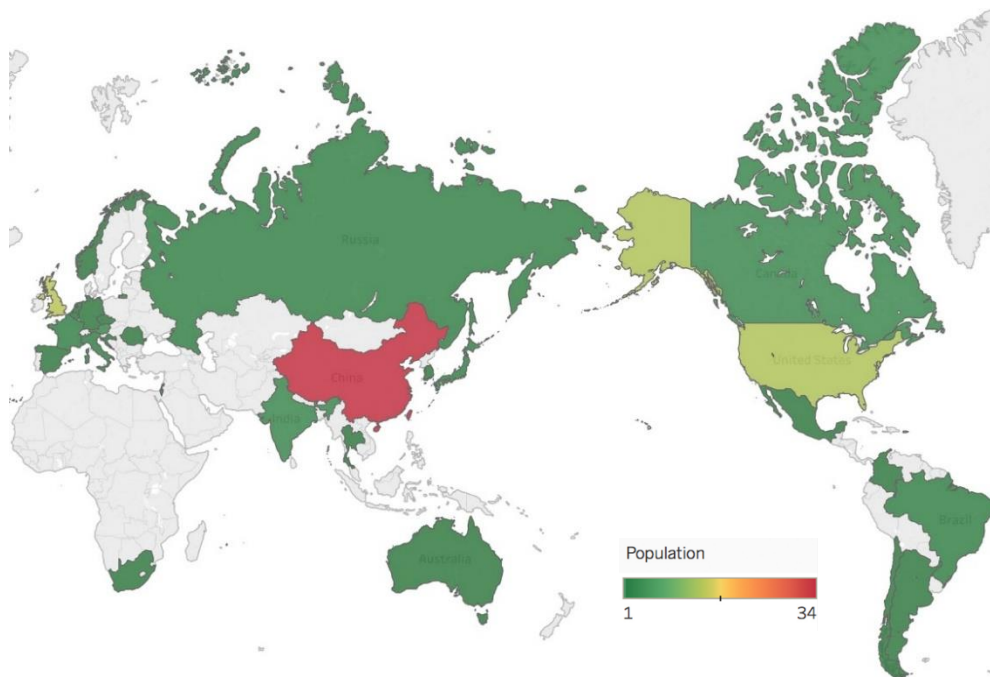 Russia
Canada
United States
China
India
Brazil
Australia
Population
1
34